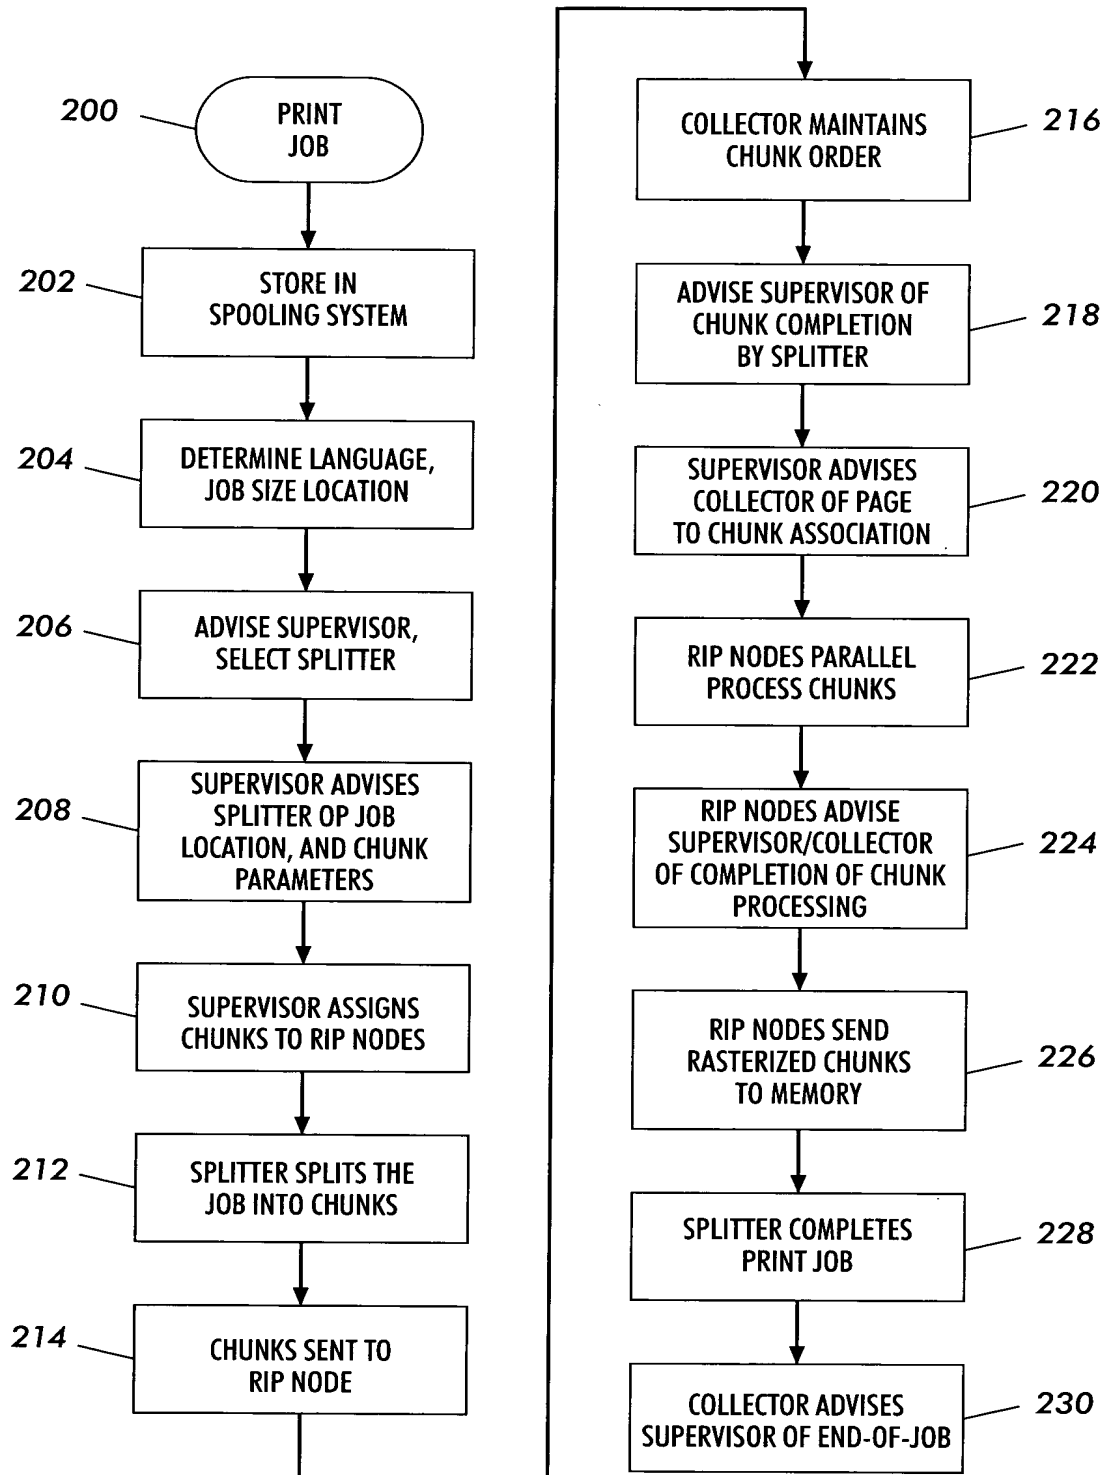 200
PRINT
JOB
202
STORE IN
SPOOLING SYSTEM
204
DETERMINE LANGUAGE,
JOB SIZE LOCATION
206
ADVISE SUPERVISOR,
SELECT SPLITTER
208
SUPERVISOR ADVISES
SPLITTER OP JOB
LOCATION, AND CHUNK
PARAMETERS
210
SUPERVISOR ASSIGNS
CHUNKS TO RIP NODES
212
SPLITTER SPLITS THE
JOB INTO CHUNKS
214
CHUNKS SENT TO
RIP NODE
COLLECTOR MAINTAINS
CHUNK ORDER
216
ADVISE SUPERVISOR OF
CHUNK COMPLETION
BY SPLITTER
218
SUPERVISOR ADVISES
COLLECTOR OF PAGE
TO CHUNK ASSOCIATION
220
RIP NODES PARALLEL
PROCESS CHUNKS
222
RIP NODES ADVISE
SUPERVISOR/COLLECTOR
OF COMPLETION OF CHUNK
PROCESSING
224
RIP NODES SEND
RASTERIZED CHUNKS
TO MEMORY
226
SPLITTER COMPLETES
PRINT JOB
228
COLLECTOR ADVISES
SUPERVISOR OF END-OF-JOB
230